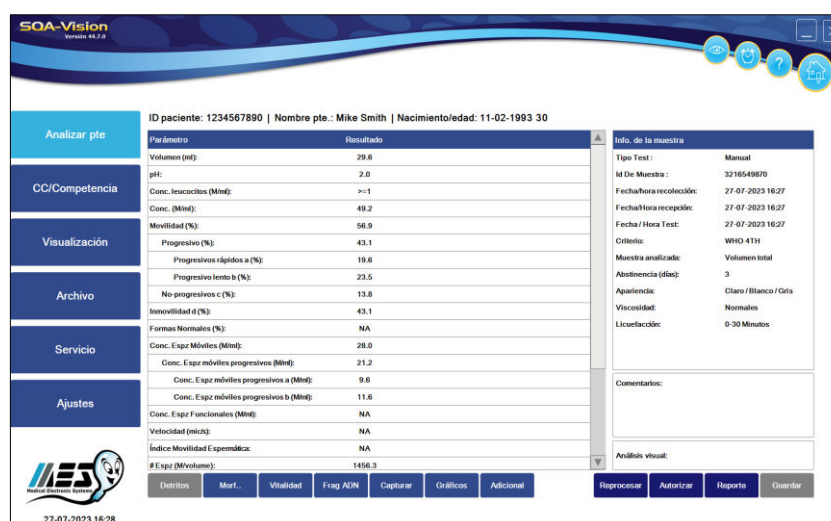 SQA-Vision
Versión 44.7.0
ID paciente: 1234567890 | Nombre pte.: Mike Smith | Nacimiento/edad: 11-02-1993 30
Analizar pte
CC/Competencia
Visualización
Archivo
Servicio
Ajustes
MES
Medical Electronic Systems
27-07-2023 16:28
Parámetro Resultado
Volumen (ml): 29.6
pH: 2.0
Conc. leucocitos (M/ml): >=1
Conc. (M/ml): 49.2
Movilidad (%): 56.9
Progresivo (%): 43.1
Progresivos rápidos a (%): 19.6
Progresivo lento b (%): 23.5
No-progresivos c (%): 13.8
Inmovilidad d (%): 43.1
Formas Normales (%): NA
Conc. Espz Móviles (M/ml): 28.0
Conc. Espz móviles progresivos (M/ml): 21.2
Conc. Espz móviles progresivos a (M/ml): 9.6
Conc. Espz móviles progresivos b (M/ml): 11.6
Conc. Espz Funcionales (M/ml): NA
Velocidad (mic/s): NA
Índice Movilidad Espermática: NA
# Espz (M/volume): 1456.3
Info. de la muestra
Tipo Test : Manual
Id De Muestra : 3216549870
Fecha/hora recolección: 27-07-2023 16:27
Fecha/Hora recepción: 27-07-2023 16:27
Fecha / Hora Test: 27-07-2023 16:27
Criterio: WHO 4TH
Muestra analizada: Volumen total
Abstinencia (días): 3
Apariencia: Claro / Blanco / Gris
Viscosidad: Normales
Licuefacción: 0-30 Minutos
Comentarios:
Análisis visual:
Detritos Morf.. Vitalidad Frag ADN Capturar Gráficos Adicional
Reprocesar Autorizar Reporte Guardar